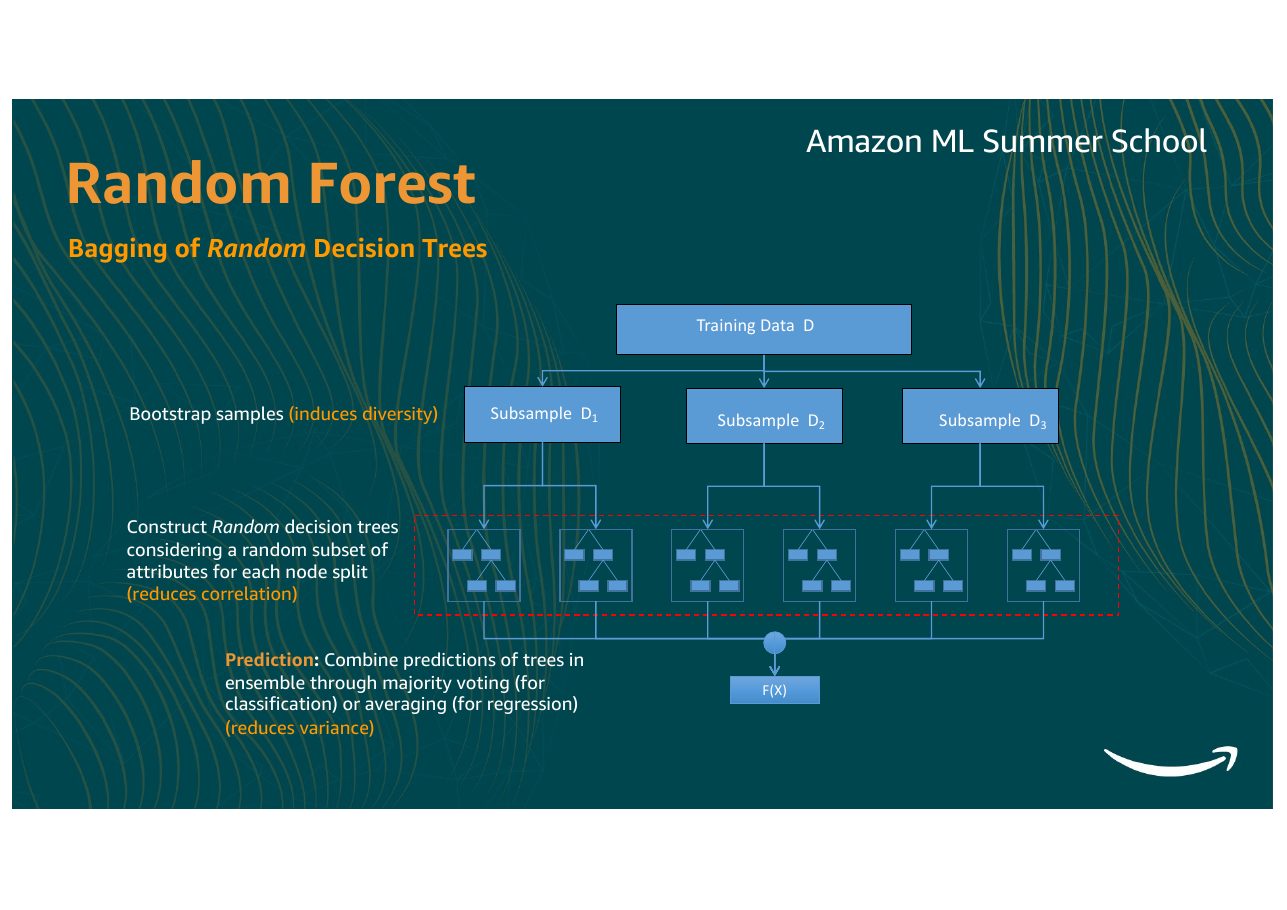 Amazon ML Summer School
Random Forest
Bagging of Random Decision Trees
Training Data D
Bootstrap samples (induces diversity)
Subsample D₁
Subsample D₂
Subsample D₃
Construct Random decision trees
considering a random subset of
attributes for each node split
(reduces correlation)
Prediction: Combine predictions of trees in
ensemble through majority voting (for
classification) or averaging (for regression)
(reduces variance)
F(X)